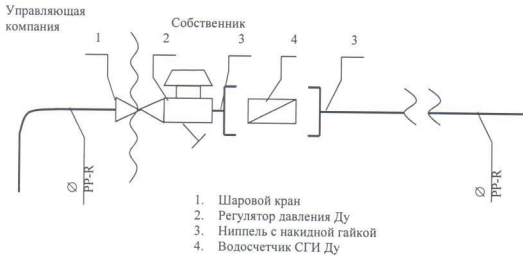 Управляющая
компания
Собственник
1
2
3
4
3
Ø
PP-R
Ø
PP-R
1. Шаровой кран
2. Регулятор давления Ду
3. Ниппель с накидной гайкой
4. Водосчетчик СГИ Ду